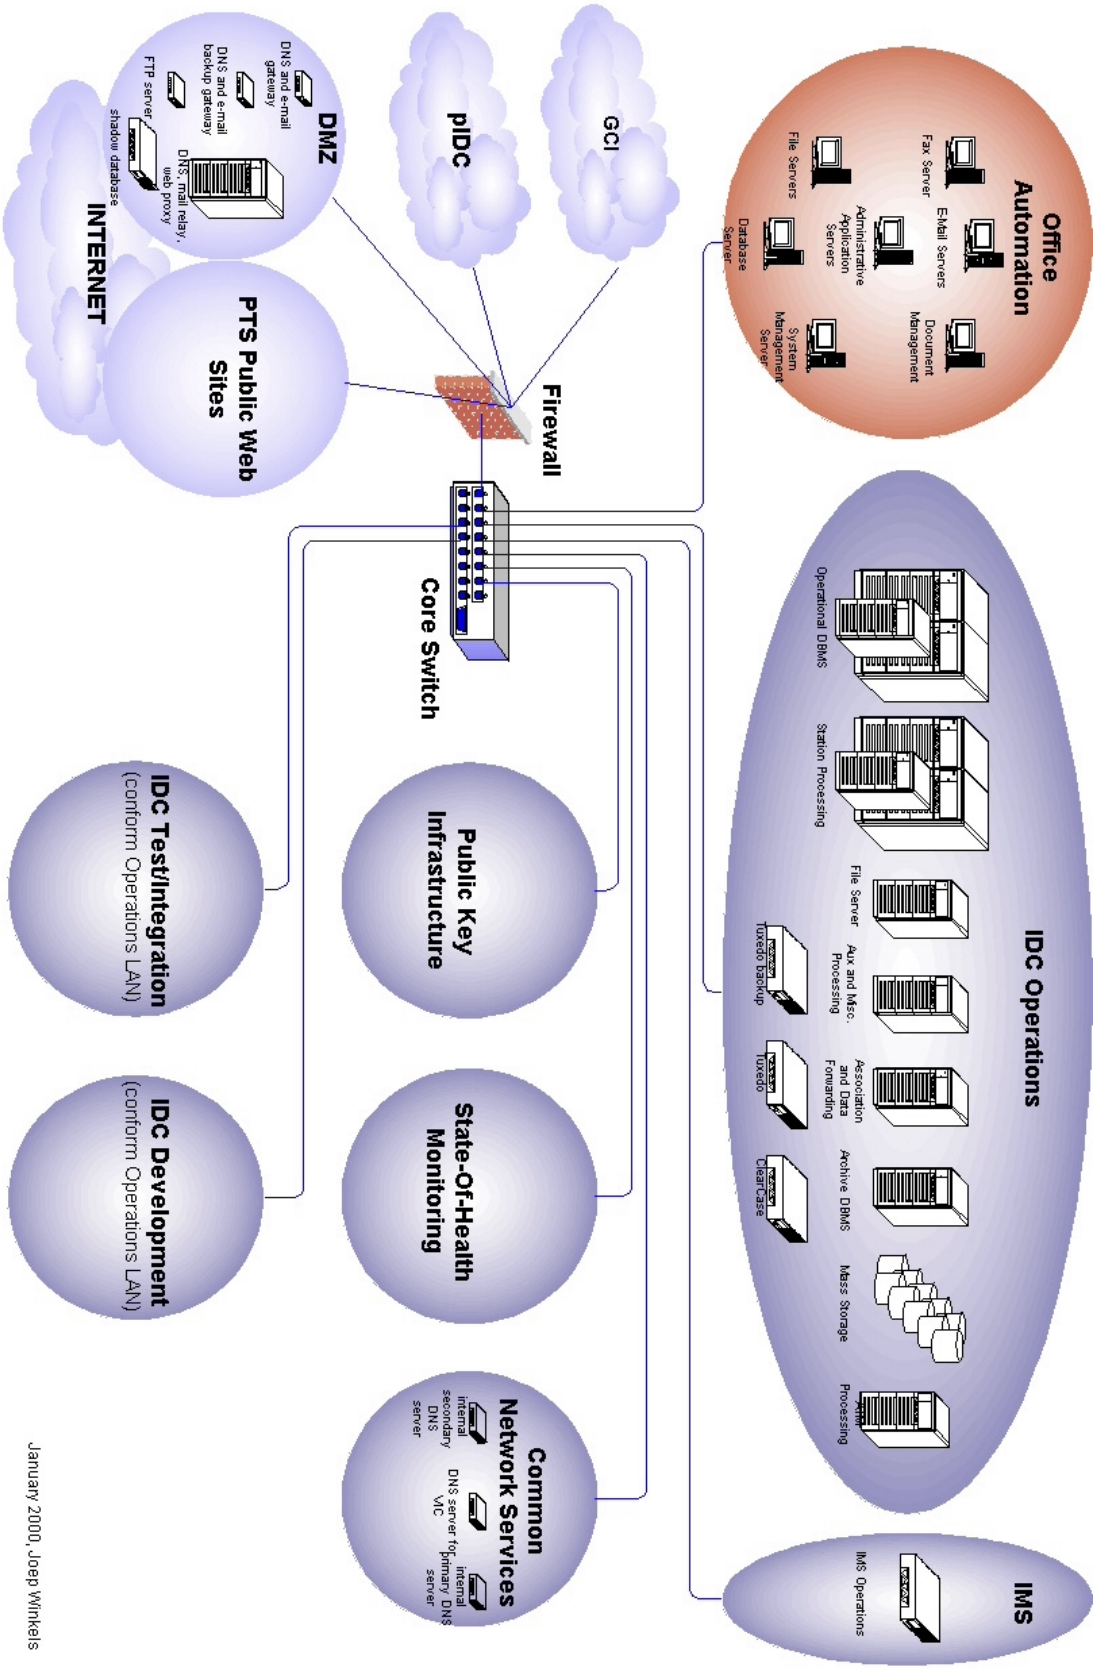 Office
Automation
Fax Server
E-Mail Servers
Document
Management
File Servers
Administrative
Application
Servers
Database
Server
System
Management
Server
IDC Operations
Operational DBMS
Station Processing
File Server
Aux and Misc.
Processing
Association
and Data
Forwarding
Archive DBMS
Mass Storage
ATM
Processing
Tuxedo backup
Tuxedo
ClearCase
IMS
IMS Operations
GCI
pIDC
Firewall
Core Switch
DMZ
DNS and e-mail
gateway
DNS and e-mail
backup gateway
FTP server
DNS, mail relay,
web proxy
shadow database
INTERNET
PTS Public Web
Sites
Public Key
Infrastructure
State-Of-Health
Monitoring
Common
Network Services
internal
secondary
DNS
server
DNS server for
VIC
internal
primary DNS
server
IDC Test/Integration
(conform Operations LAN)
IDC Development
(conform Operations LAN)
January 2000, Joep Winkels